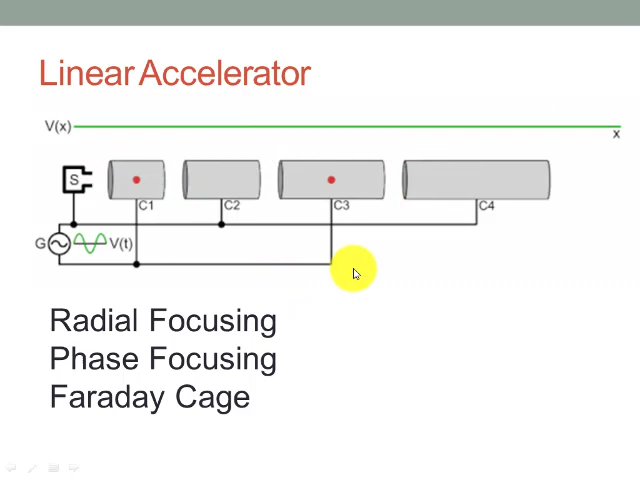 Linear Accelerator
V(x)
x
S
C1
C2
C3
C4
G
V(t)
Radial Focusing
Phase Focusing
Faraday Cage